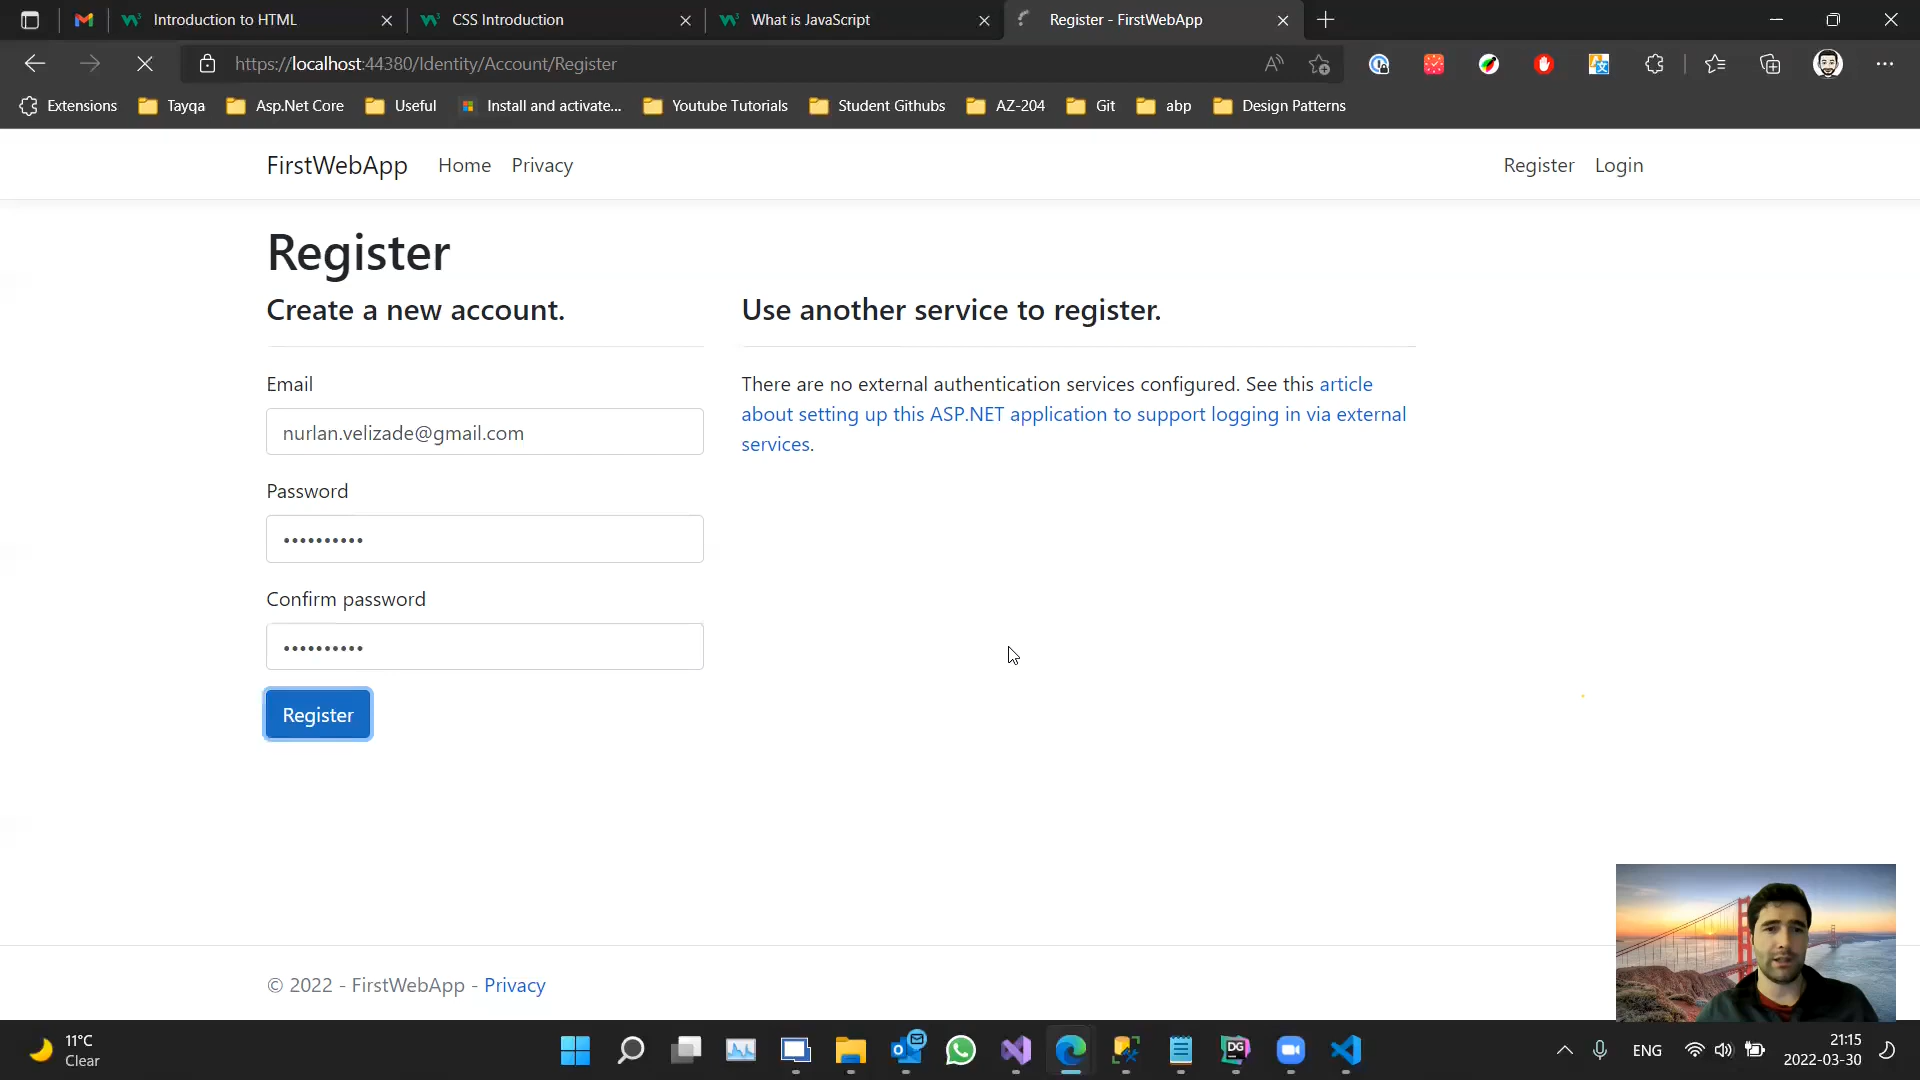 Introduction to HTML
CSS Introduction
What is JavaScript
Register - FirstWebApp
https://localhost:44380/Identity/Account/Register
Extensions
Tayqa
Asp.Net Core
Useful
Install and activate...
Youtube Tutorials
Student Githubs
AZ-204
Git
abp
Design Patterns
FirstWebApp
Home
Privacy
Register
Login
Register
Create a new account.
Email
nurlan.velizade@gmail.com
Password
••••••••••
Confirm password
••••••••••
Register
Use another service to register.
There are no external authentication services configured. See this article
about setting up this ASP.NET application to support logging in via external
services.
© 2022 - FirstWebApp - Privacy
11°C
Clear
DG
ENG
21:15
2022-03-30